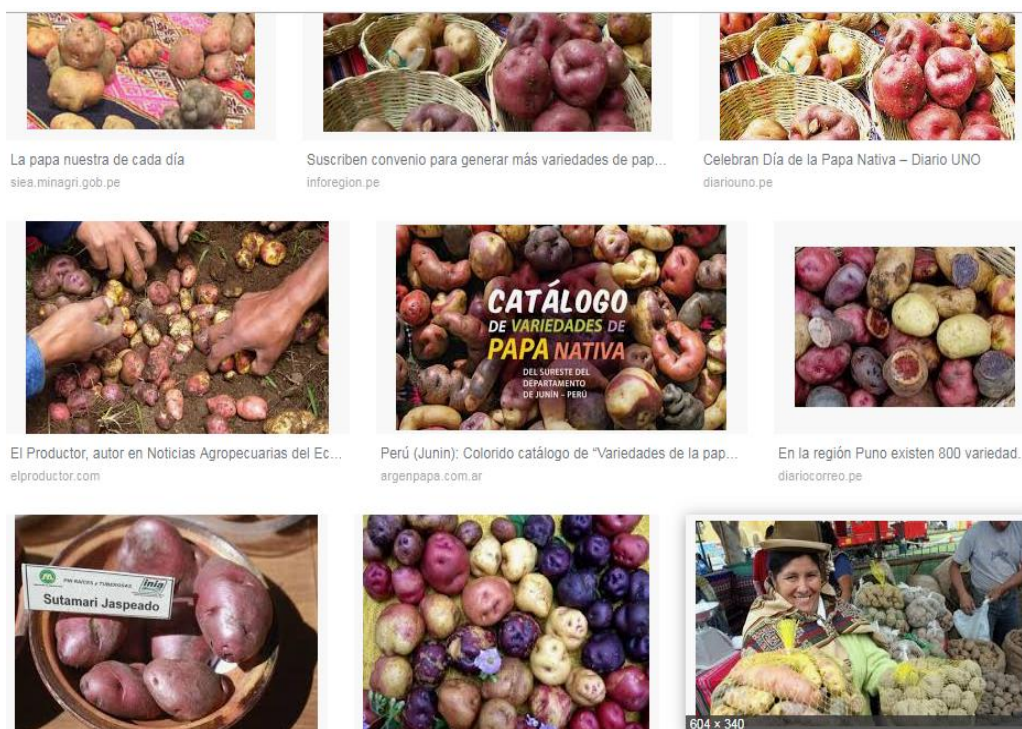 La papa nuestra de cada día
siea.minagri.gob.pe
Suscriben convenio para generar más variedades de pap...
inforegion.pe
Celebran Día de la Papa Nativa – Diario UNO
diariouno.pe
CATÁLOGO
DE VARIEDADES DE
PAPA NATIVA
DEL SURESTE DEL
DEPARTAMENTO
DE JUNÍN – PERÚ
El Productor, autor en Noticias Agropecuarias del Ec...
elproductor.com
Perú (Junin): Colorido catálogo de “Variedades de la pap...
argenpapa.com.ar
En la región Puno existen 800 variedad.
diariocorreo.pe
PNI RAÍCES y TUBEROSAS
inia
Sutamari Jaspeado
604 x 340